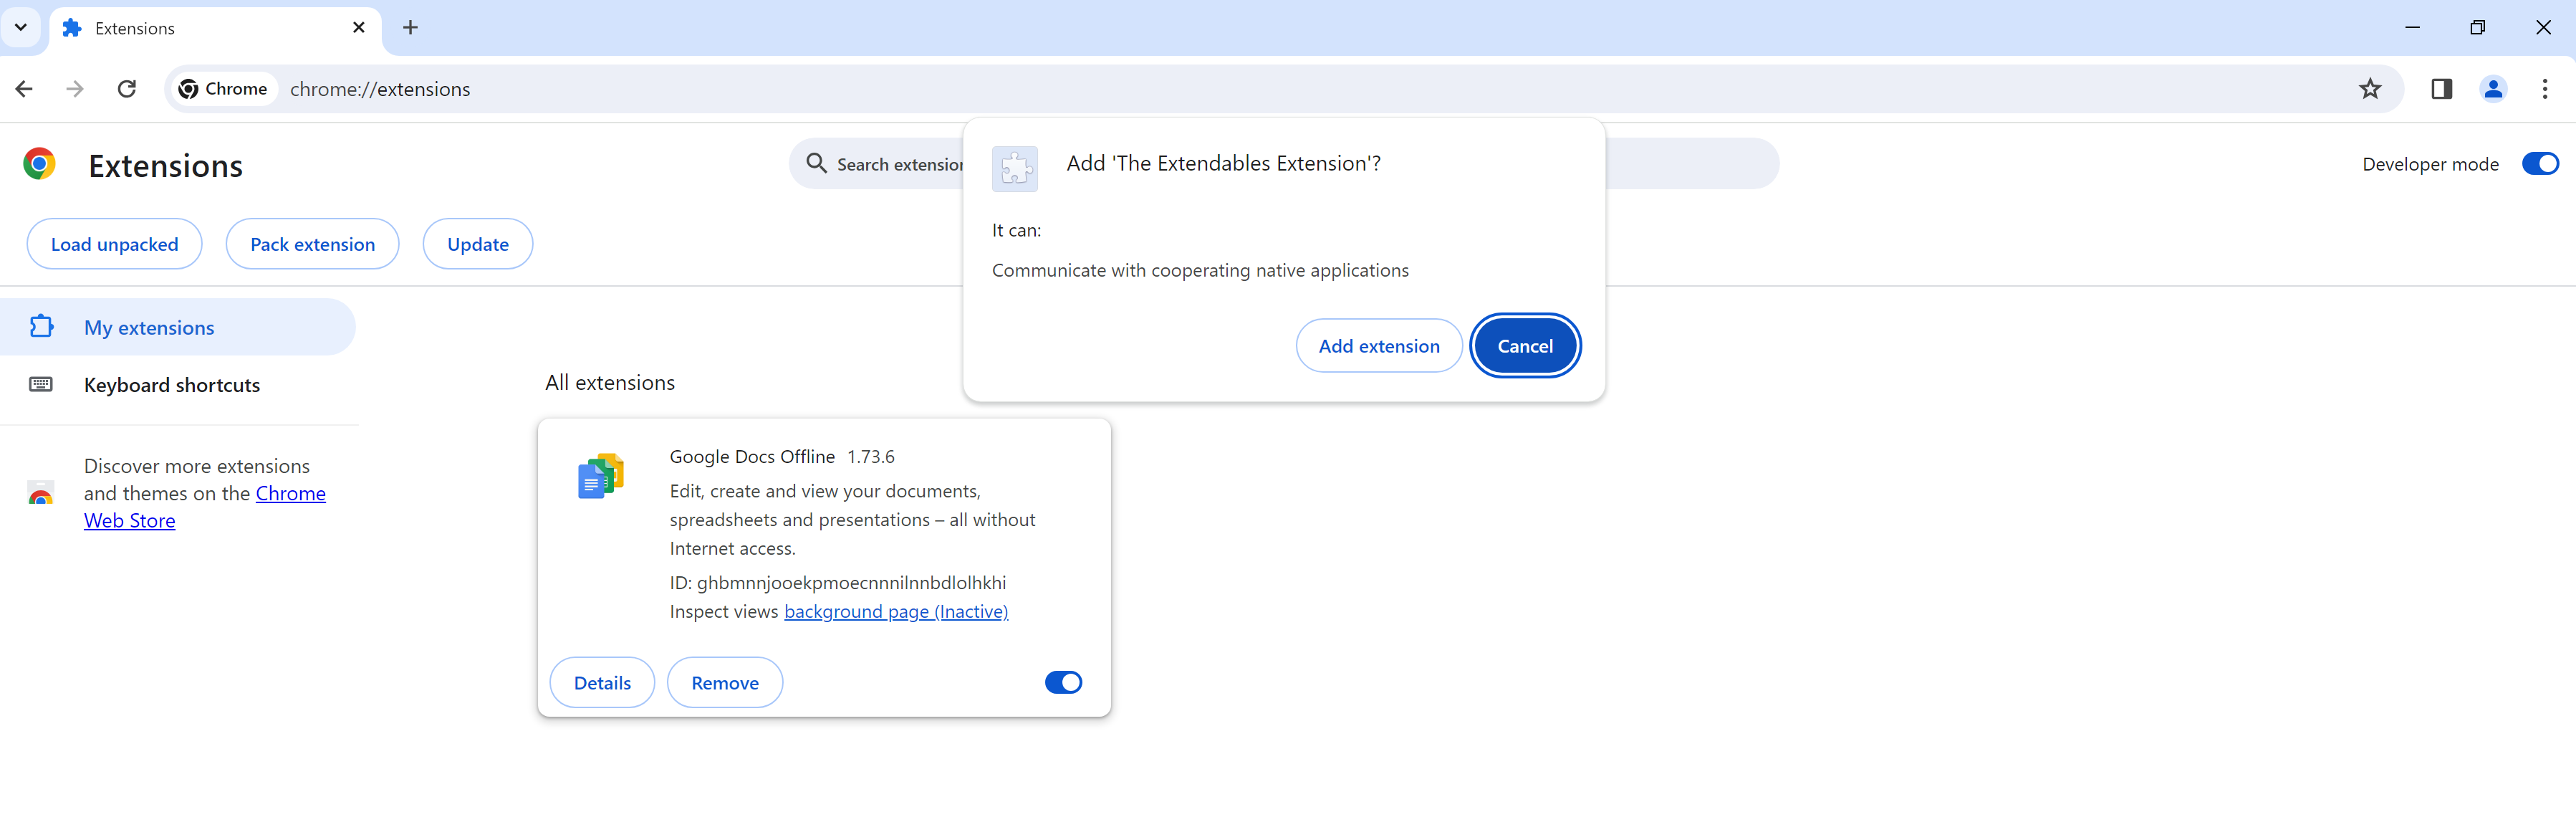 Extensions
Chrome
chrome://extensions
Extensions
Search extension
Developer mode
Load unpacked
Pack extension
Update
Add 'The Extendables Extension'?
It can:
Communicate with cooperating native applications
Add extension
Cancel
My extensions
Keyboard shortcuts
Discover more extensions
and themes on the Chrome
Web Store
All extensions
Google Docs Offline 1.73.6
Edit, create and view your documents,
spreadsheets and presentations – all without
Internet access.
ID: ghbmnnjooekpmoecnnnilnnbdlolhkhi
Inspect views background page (Inactive)
Details
Remove